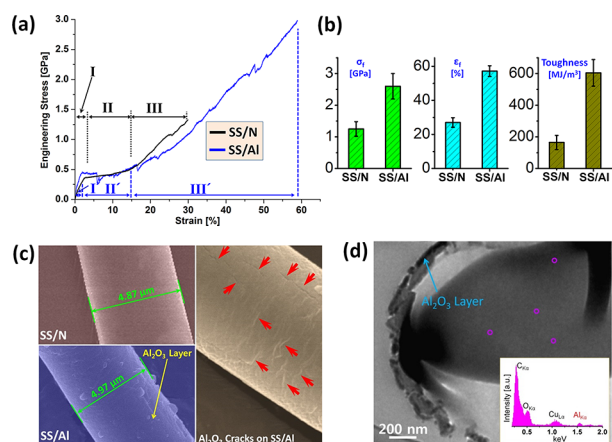 (a)
Engineering Stress [GPa]
3.0
2.5
2.0
1.5
1.0
0.5
0.0
I
II
III
SS/N
SS/Al
I´
II´
III´
0
10
20
30
40
50
60
Strain [%]
(b)
σf
[GPa]
3
2
1
0
SS/N
SS/Al
εf
[%]
60
40
20
0
SS/N
SS/Al
Toughness
[MJ/m³]
600
400
200
0
SS/N
SS/Al
(c)
4.87 μm
SS/N
Al₂O₃
Layer
4.97 μm
SS/Al
Al₂O₃ Cracks on SS/Al
(d)
Al₂O₃ Layer
200 nm
Intensity [a.u.]
CKα
OKα
CuLα
AlKα
1.0
2.0
keV